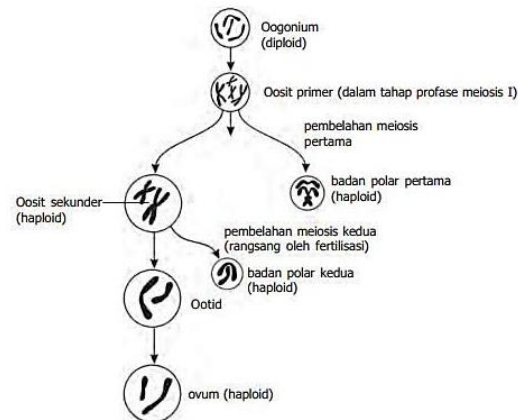 Oogonium
(diploid)
Oosit primer (dalam tahap profase meiosis I)
pembelahan meiosis
pertama
badan polar pertama
(haploid)
Oosit sekunder
(haploid)
pembelahan meiosis kedua
(rangsang oleh fertilisasi)
badan polar kedua
(haploid)
Ootid
ovum (haploid)